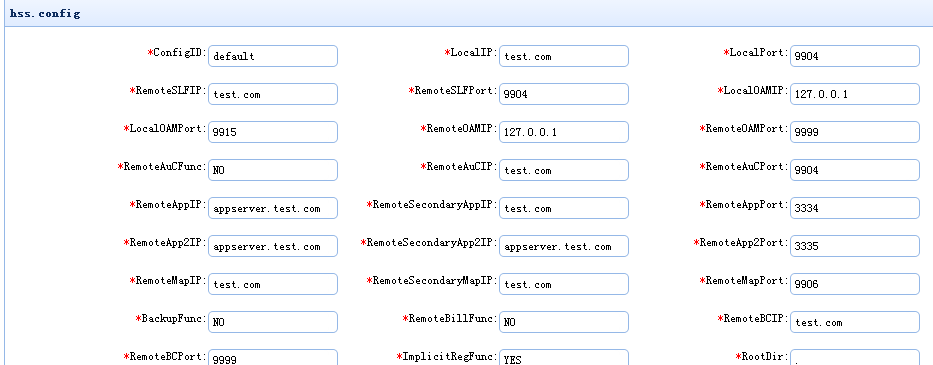 hss.config
*ConfigID: default *LocalIP: test.com *LocalPort: 9904
*RemoteSLFIP: test.com *RemoteSLFPort: 9904 *LocalOAMIP: 127.0.0.1
*LocalOAMPort: 9915 *RemoteOAMIP: 127.0.0.1 *RemoteOAMPort: 9999
*RemoteAuCFunc: NO *RemoteAuCIP: test.com *RemoteAuCPort: 9904
*RemoteAppIP: appserver.test.com *RemoteSecondaryAppIP: test.com *RemoteAppPort: 3334
*RemoteApp2IP: appserver.test.com *RemoteSecondaryApp2IP: appserver.test.com *RemoteApp2Port: 3335
*RemoteMapIP: test.com *RemoteSecondaryMapIP: test.com *RemoteMapPort: 9906
*BackupFunc: NO *RemoteBillFunc: NO *RemoteBCIP: test.com
*RemoteBCPort: 9999 *ImplicitRegFunc: YES *RootDir: .